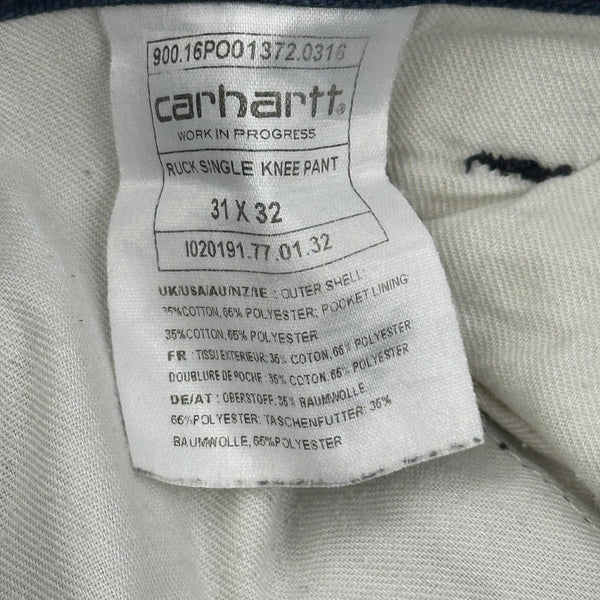 900.16PO01372.0316
carhartt®
WORK IN PROGRESS
RUCK SINGLE KNEE PANT
31 X 32
I020191.77.01.32
UK/USA/AU/NZ/IE : OUTER SHELL:
35%COTTON, 65% POLYESTER; POCKET LINING
35%COTTON, 65% POLYESTER
FR : TISSU EXTERIEUR: 35% COTON, 65% POLYESTER
DOUBLURE DE POCHE : 35% COTON, 65% POLYESTER
DE/AT : OBERSTOFF: 35% BAUMWOLLE
65%POLYESTER: TASCHENFUTTER: 35%
BAUMWOLLE, 65%POLYESTER